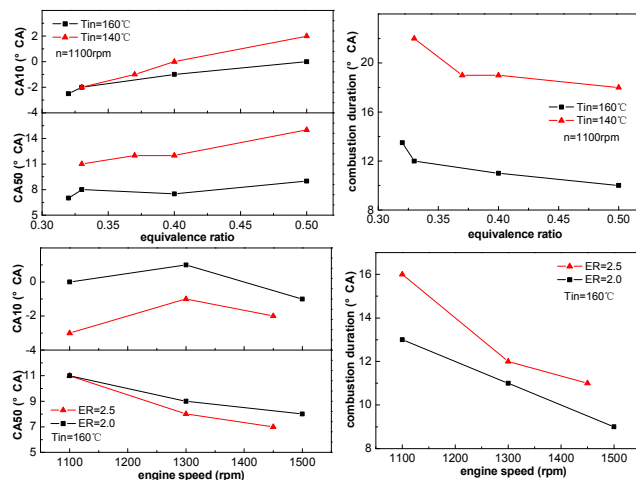 Tin=160℃
Tin=140℃
n=1100rpm
CA10 (° CA)
2
0
-2
-4
CA50 (° CA)
14
11
8
5
0.30 0.35 0.40 0.45 0.50
equivalence ratio
combustion duration (° CA)
20
16
12
8
Tin=160℃
Tin=140℃
n=1100rpm
0.30 0.35 0.40 0.45 0.50
equivalence ratio
CA10 (° CA)
0
-2
-4
CA50 (° CA)
11
9
7
5
ER=2.5
ER=2.0
Tin=160℃
1100 1200 1300 1400 1500
engine speed (rpm)
combustion duration (° CA)
16
14
12
10
8
ER=2.5
ER=2.0
Tin=160℃
1100 1200 1300 1400 1500
engine speed (rpm)